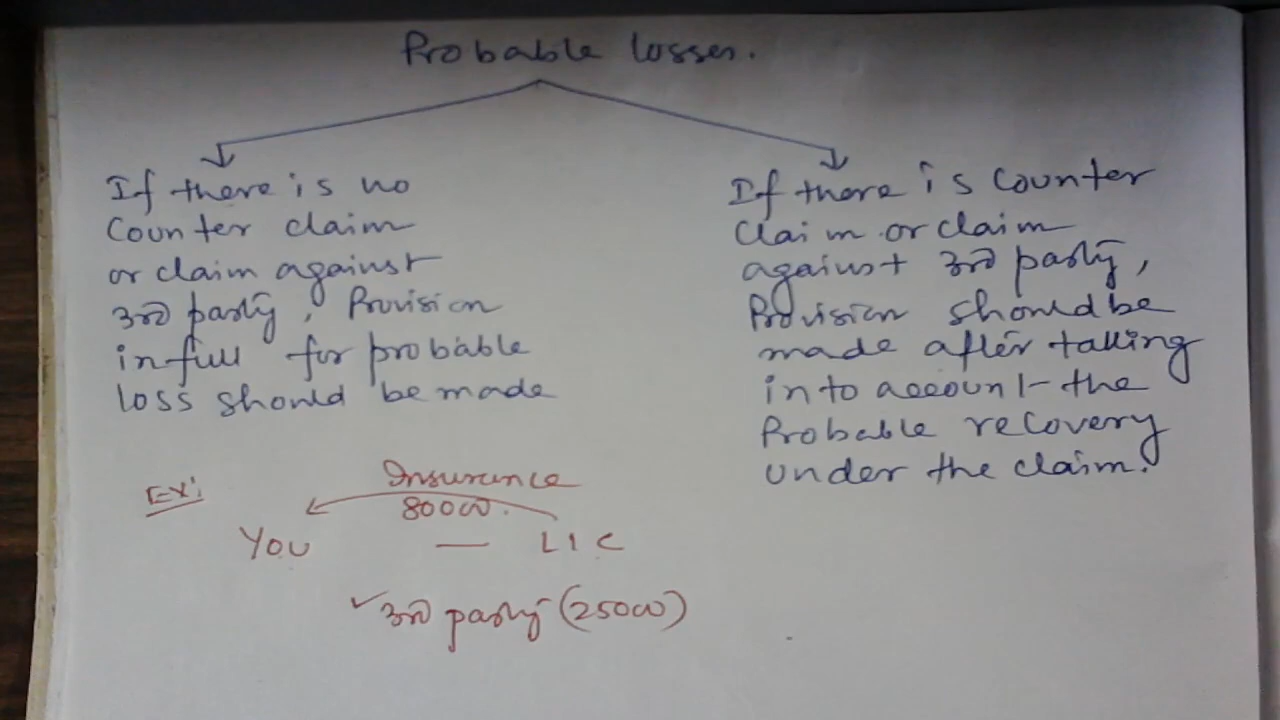 Probable losses.
If there is no
Counter claim
or claim against
3rd party, Provision
in full for probable
loss should be made
If there is Counter
Claim or claim
against 3rd party,
Provision should be
made after talking
into account the
Probable recovery
under the claim.
Ex:
Insurance
80000.
You — LIC
✓3rd party (25000)